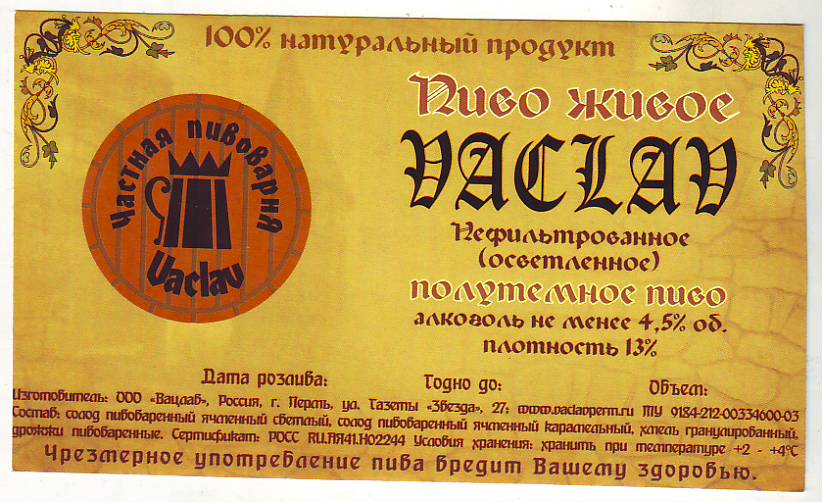 100% натуральный продукт
Частная пивоварня
Vaclav
Пиво живое
VACLAV
Нефильтрованное
(осветленное)
полутемное пиво
алкоголь не менее 4,5% об.
плотность 13%
Дата розлива: Годно до: Объем:
Изготовитель: ООО «Вацлав», Россия, г. Пермь, ул. Газеты «Звезда», 27; www.vaclavperm.ru ТУ 9184-212-00334600-03
Состав: солод пивоваренный ячменный светлый, солод пивоваренный ячменный карамельный, хмель гранулированный,
дрожжи пивоваренные. Сертификат: РОСС RU.АЯ41.Н02244 Условия хранения: хранить при температуре +2 - +4°С
Чрезмерное употребление пива вредит Вашему здоровью.